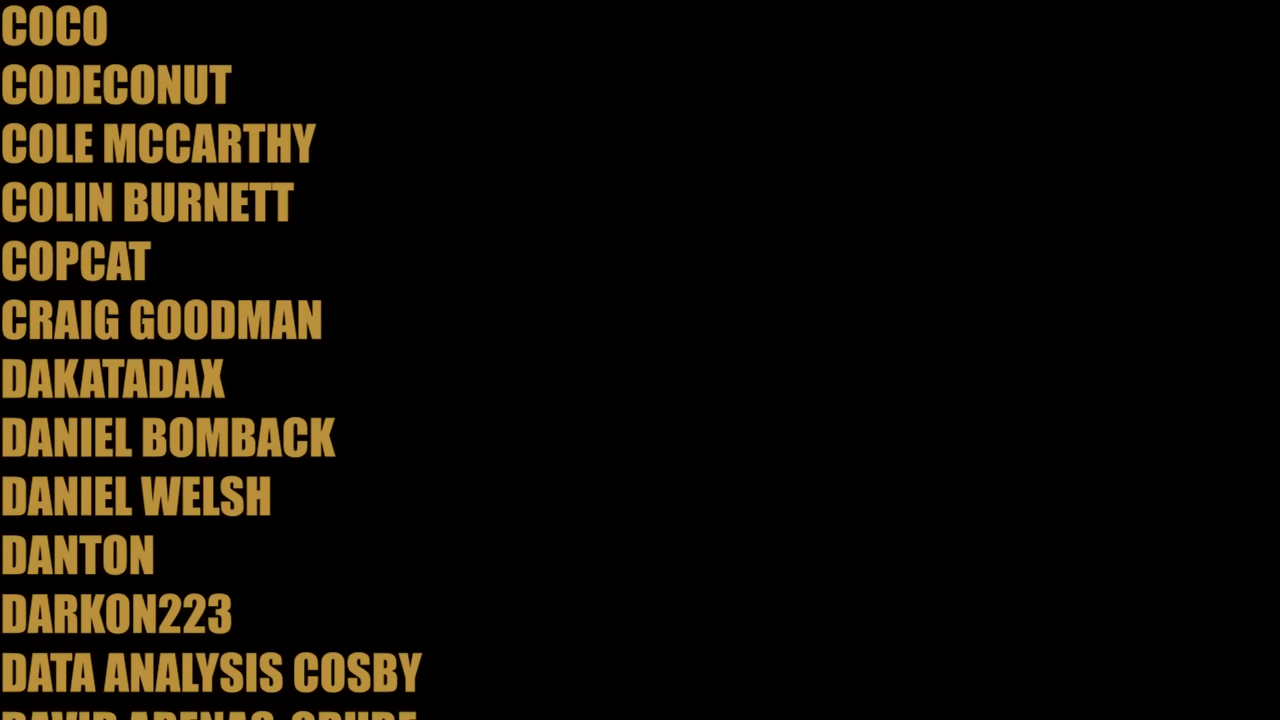 COCO
CODECONUT
COLE MCCARTHY
COLIN BURNETT
COPCAT
CRAIG GOODMAN
DAKATADAX
DANIEL BOMBACK
DANIEL WELSH
DANTON
DARKON223
DATA ANALYSIS COSBY
DAVID